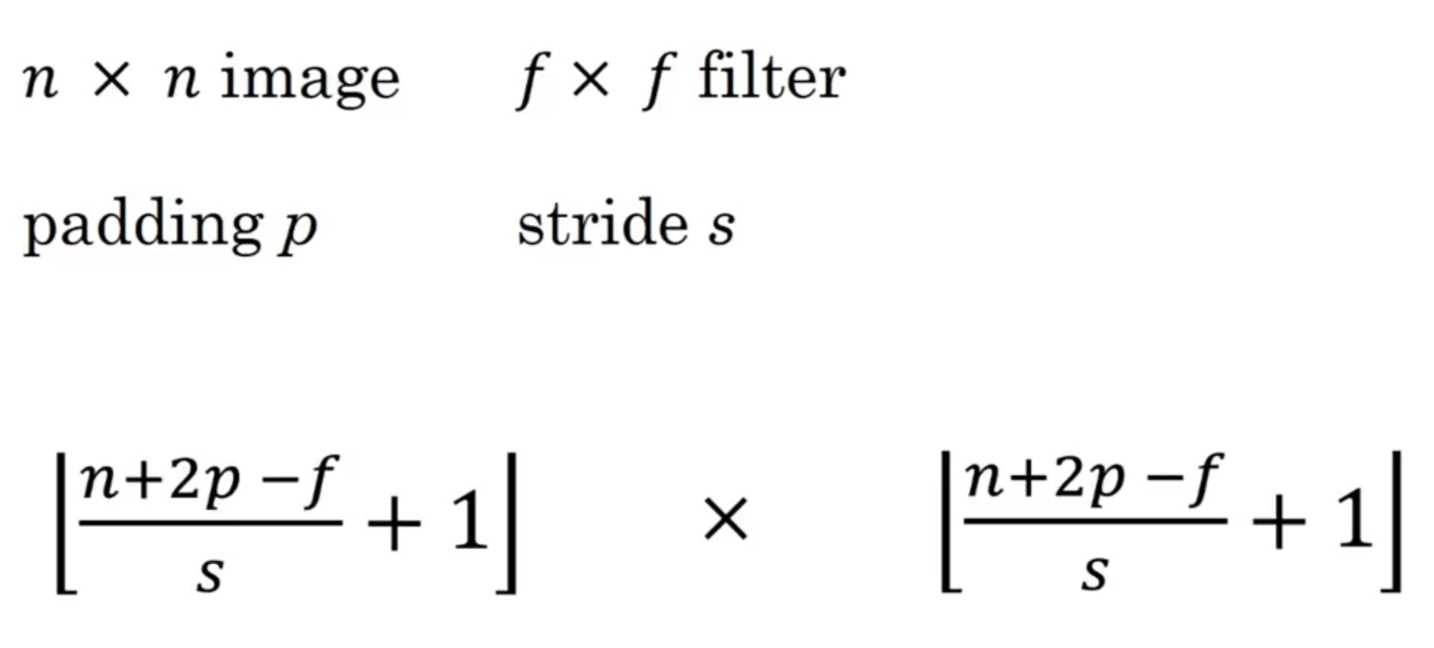 n × n image f × f filter
padding p stride s
⌊(n+2p −f)/s + 1⌋ × ⌊(n+2p −f)/s + 1⌋